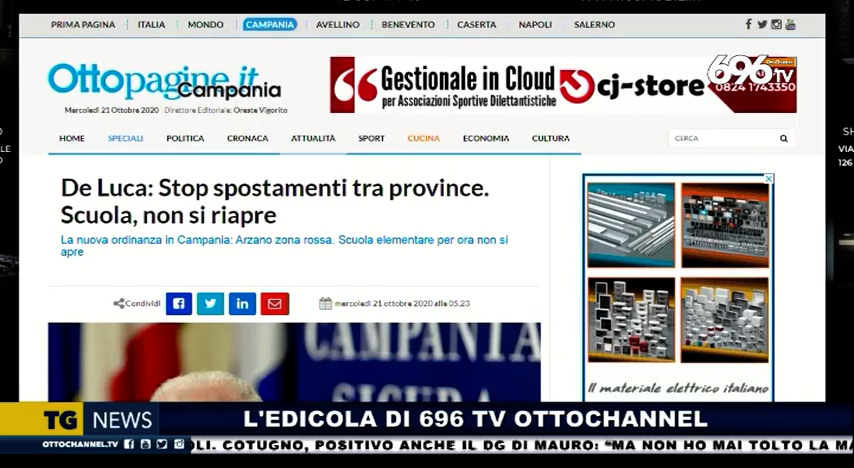 PRIMA PAGINA ITALIA MONDO CAMPANIA AVELLINO BENEVENTO CASERTA NAPOLI SALERNO
Ottopagine.it
Campania
Mercoledì 21 Ottobre 2020 Direttore Editoriale: Oreste Vigorito
Gestionale in Cloud
per Associazioni Sportive Dilettantistiche
cj-store
696 TV
0824 1743350
HOME SPECIALI POLITICA CRONACA ATTUALITÀ SPORT CUCINA ECONOMIA CULTURA
CERCA
De Luca: Stop spostamenti tra province.
Scuola, non si riapre
La nuova ordinanza in Campania: Arzano zona rossa. Scuola elementare per ora non si
apre
Condividi
mercoledì 21 ottobre 2020 alle 05.23
CAMPANIA
SICURA
Il materiale elettrico italiano
TG NEWS
L'EDICOLA DI 696 TV OTTOCHANNEL
OTTOCHANNEL.TV
OLI. COTUGNO, POSITIVO ANCHE IL DG DI MAURO: “MA NON HO MAI TOLTO LA MA